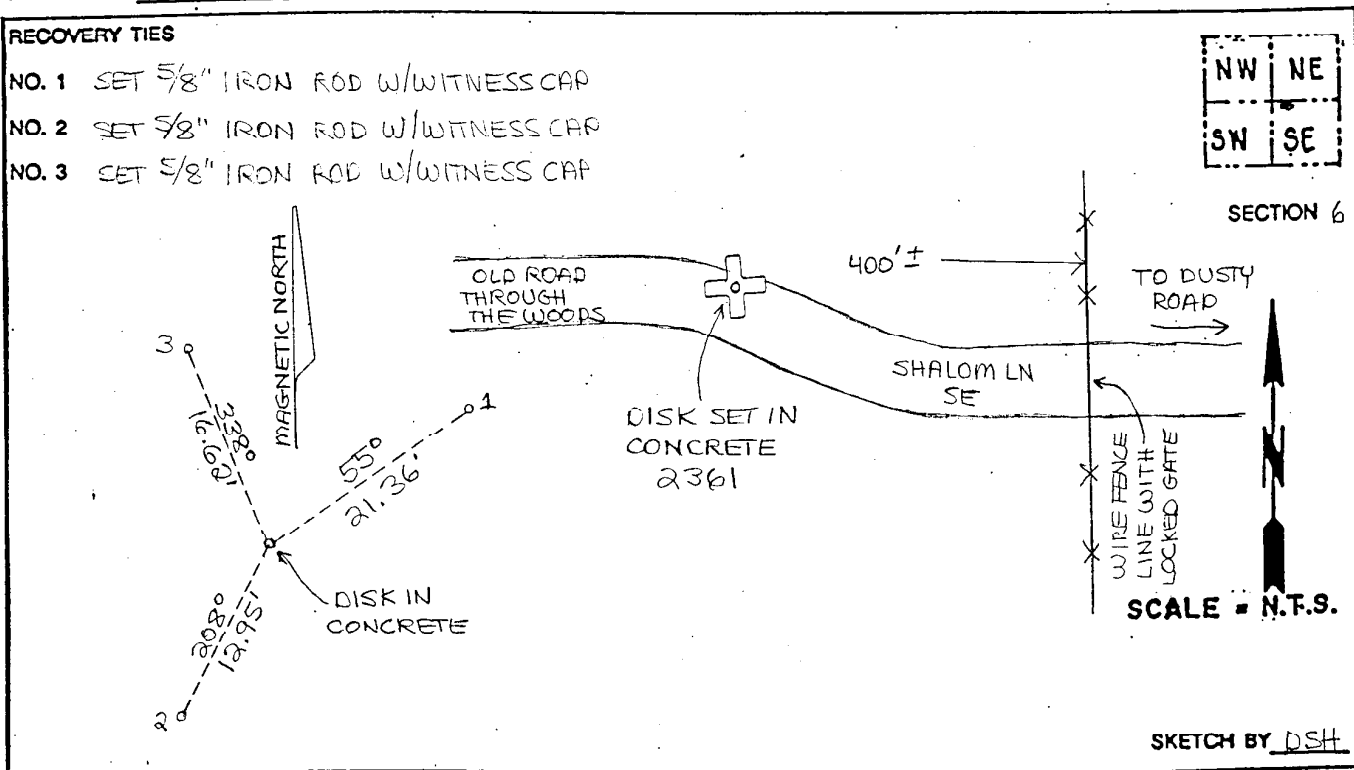 RECOVERY TIES
NO. 1 SET 5/8" IRON ROD W/WITNESS CAP
NO. 2 SET 5/8" IRON ROD W/WITNESS CAP
NO. 3 SET 5/8" IRON ROD W/WITNESS CAP
NW NE
SW SE
SECTION 6
MAGNETIC NORTH
OLD ROAD
THROUGH
THE WOODS
400'±
TO DUSTY
ROAD
SHALOM LN
SE
DISK SET IN
CONCRETE
2361
WIRE FENCE
LINE WITH
LOCKED GATE
N
SCALE = N.T.S.
3
338°
16.62'
1
55°
21.36'
DISK IN
CONCRETE
208°
12.95'
2
SKETCH BY DSH